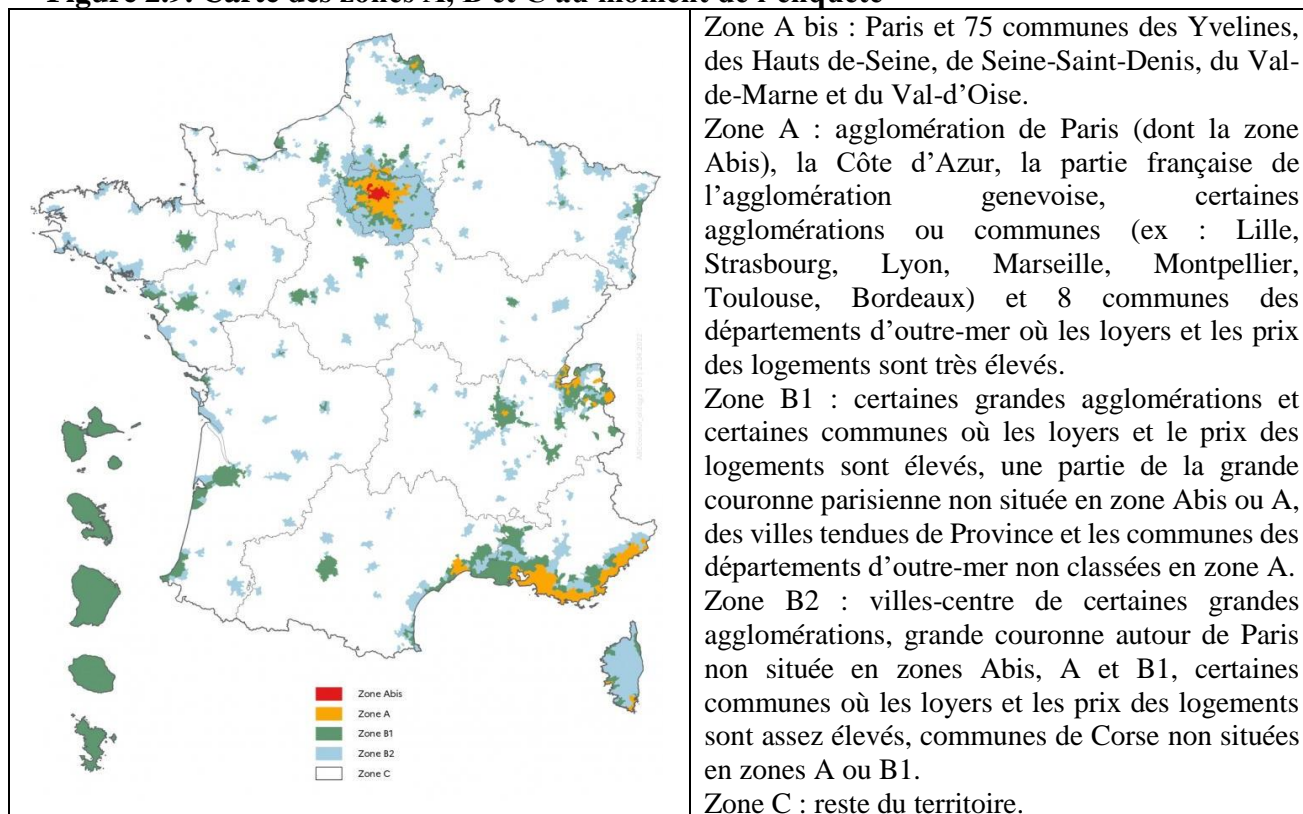 Figure 2.9: Carte des zones A, B et C au moment de l'enquête
Zone Abis
Zone A
Zone B1
Zone B2
Zone C
Zone A bis : Paris et 75 communes des Yvelines,
des Hauts de-Seine, de Seine-Saint-Denis, du Val-
de-Marne et du Val-d'Oise.
Zone A : agglomération de Paris (dont la zone
Abis), la Côte d'Azur, la partie française de
l'agglomération genevoise, certaines
agglomérations ou communes (ex : Lille,
Strasbourg, Lyon, Marseille, Montpellier,
Toulouse, Bordeaux) et 8 communes des
départements d'outre-mer où les loyers et les prix
des logements sont très élevés.
Zone B1 : certaines grandes agglomérations et
certaines communes où les loyers et le prix des
logements sont élevés, une partie de la grande
couronne parisienne non située en zone Abis ou A,
des villes tendues de Province et les communes des
départements d'outre-mer non classées en zone A.
Zone B2 : villes-centre de certaines grandes
agglomérations, grande couronne autour de Paris
non située en zones Abis, A et B1, certaines
communes où les loyers et les prix des logements
sont assez élevés, communes de Corse non situées
en zones A ou B1.
Zone C : reste du territoire.